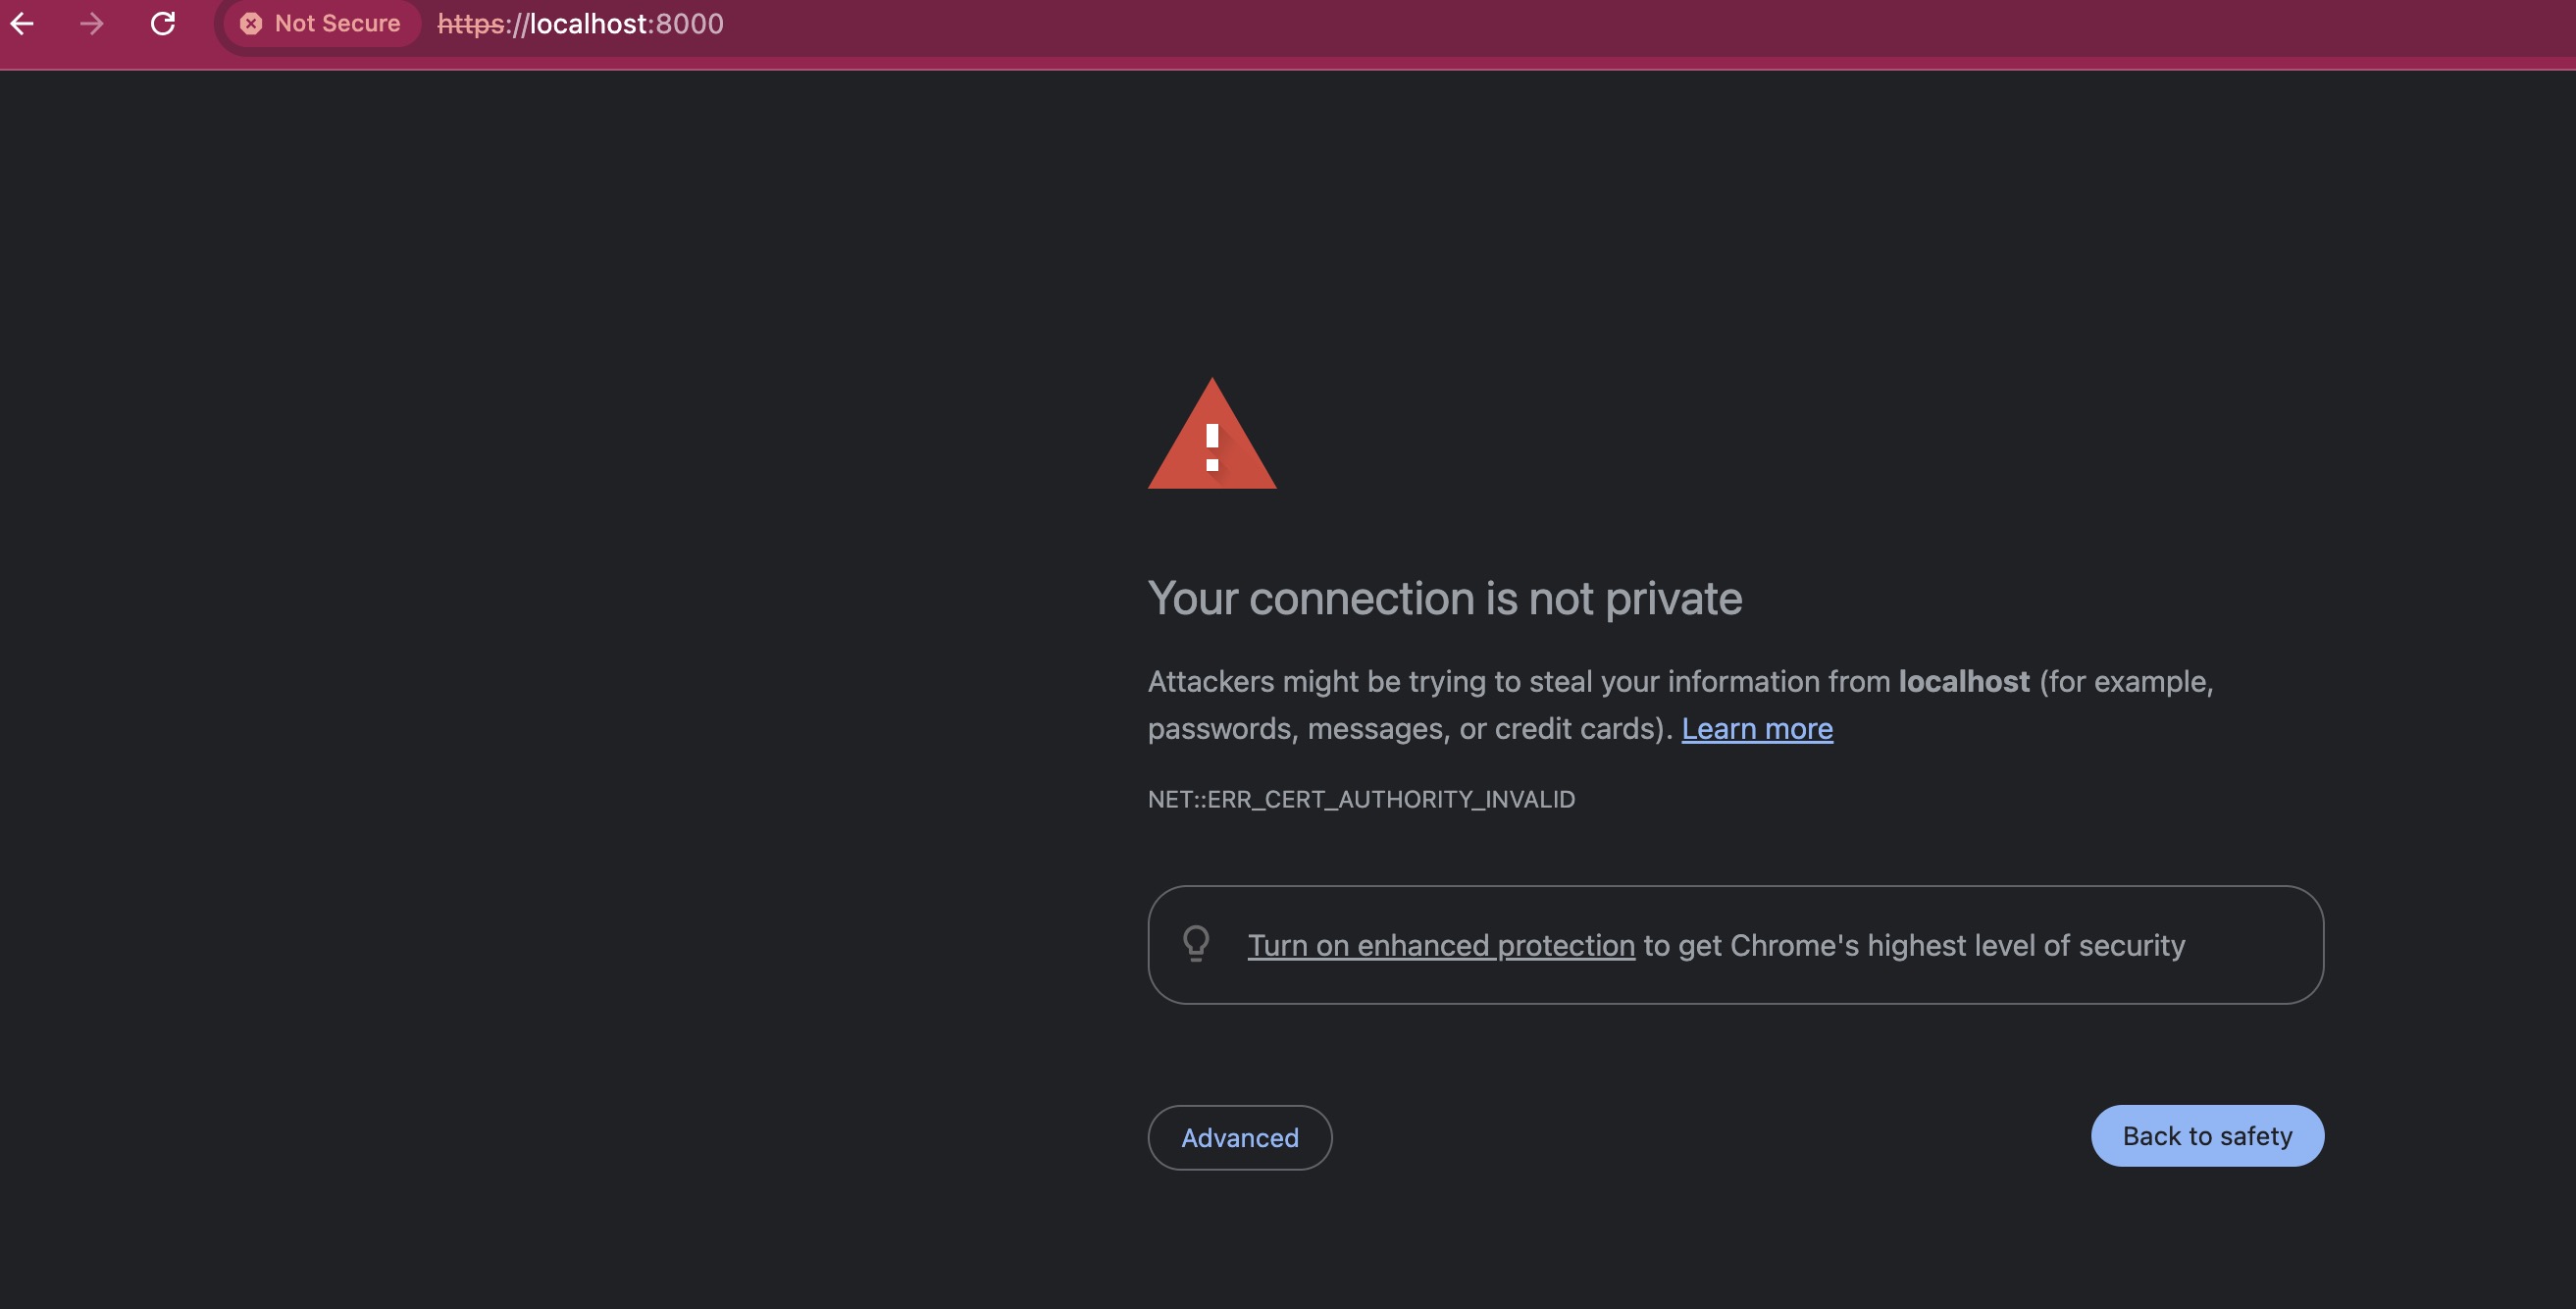 Not Secure https://localhost:8000
!
Your connection is not private
Attackers might be trying to steal your information from localhost (for example,
passwords, messages, or credit cards). Learn more
NET::ERR_CERT_AUTHORITY_INVALID
Turn on enhanced protection to get Chrome's highest level of security
Advanced
Back to safety